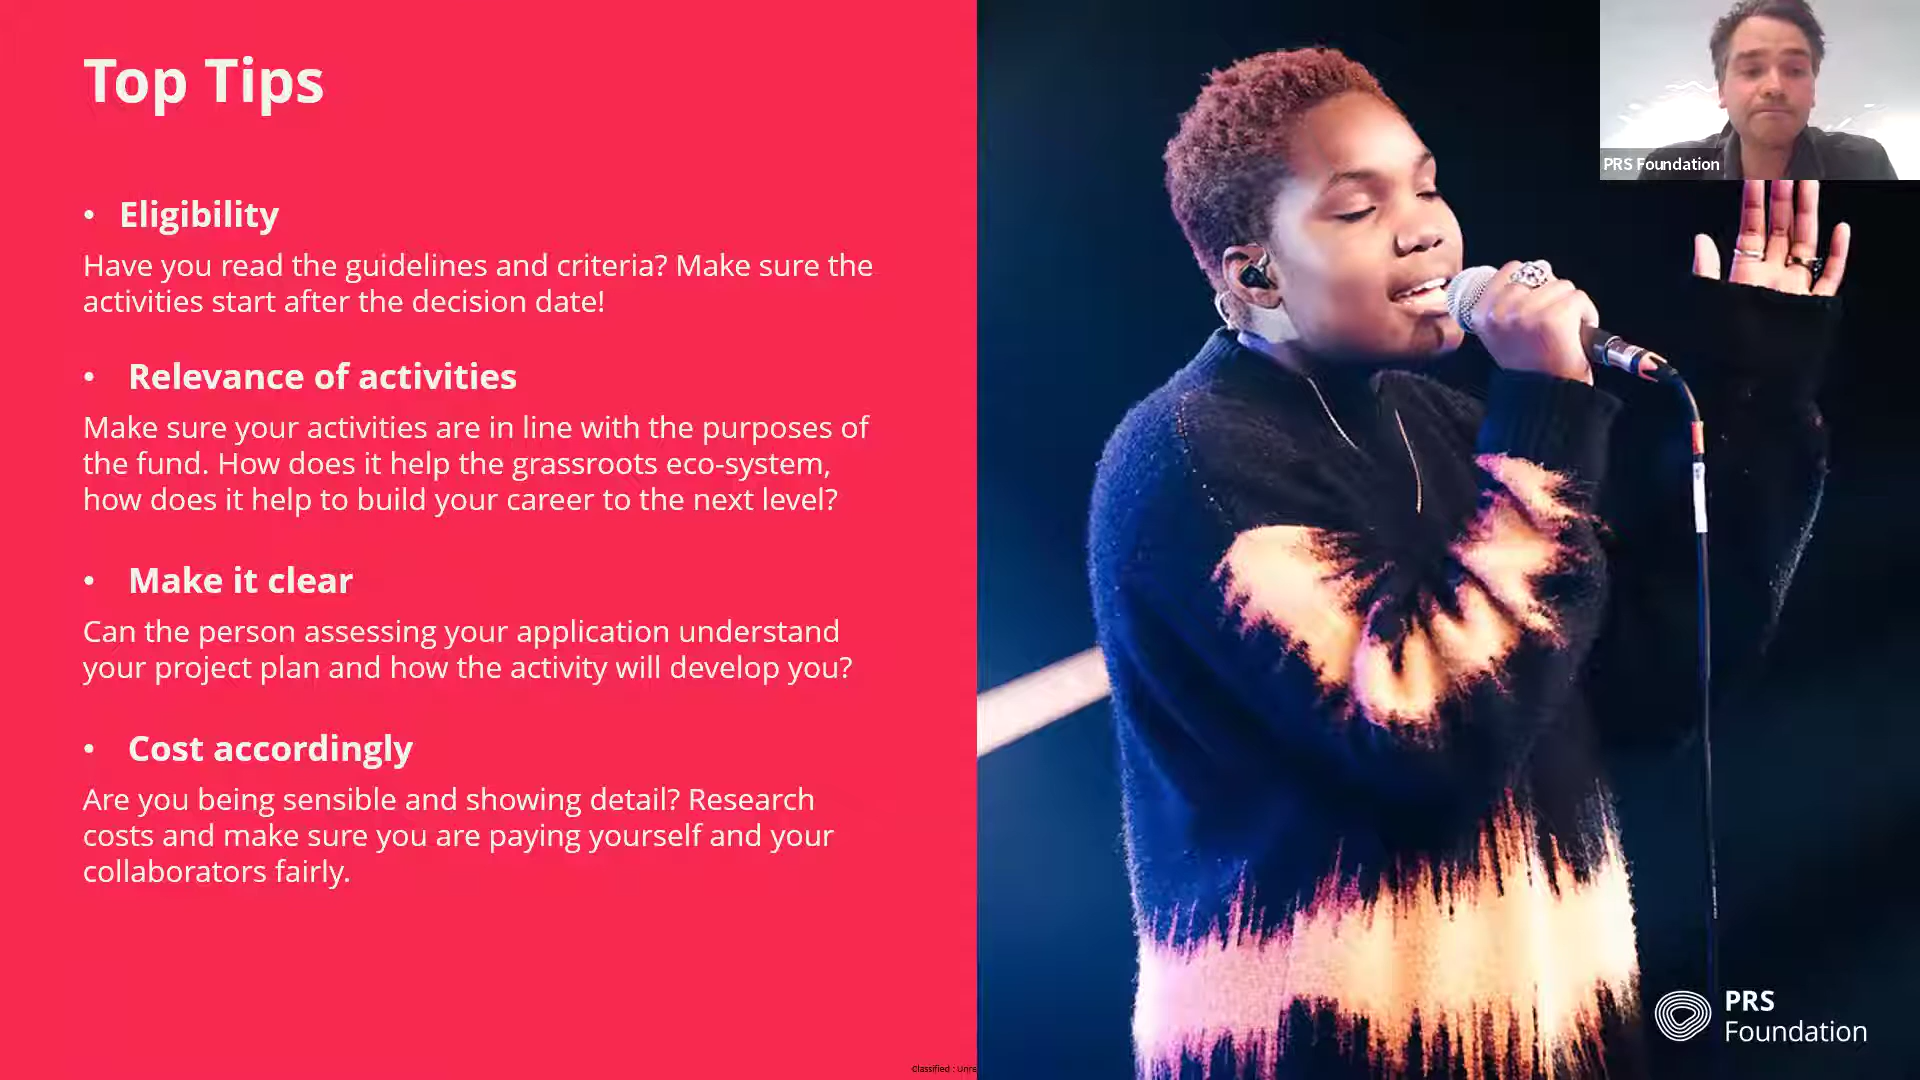 Top Tips
• Eligibility
Have you read the guidelines and criteria? Make sure the
activities start after the decision date!
• Relevance of activities
Make sure your activities are in line with the purposes of
the fund. How does it help the grassroots eco-system,
how does it help to build your career to the next level?
• Make it clear
Can the person assessing your application understand
your project plan and how the activity will develop you?
• Cost accordingly
Are you being sensible and showing detail? Research
costs and make sure you are paying yourself and your
collaborators fairly.
Classified :
PRS Foundation
PRS
Foundation